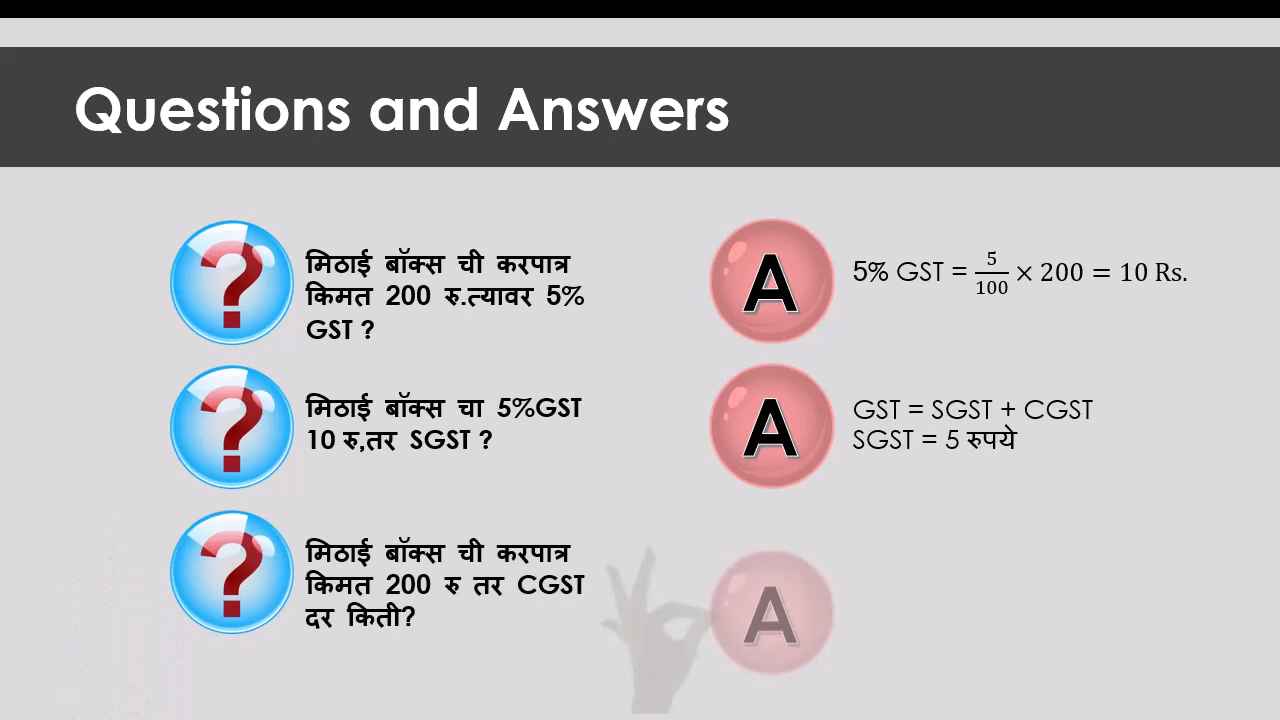 Questions and Answers
मिठाई बॉक्स ची करपात्र
किमत 200 रु.त्यावर 5%
GST ?
A
5% GST = 5/100 × 200 = 10 Rs.
मिठाई बॉक्स चा 5%GST
10 रु,तर SGST ?
A
GST = SGST + CGST
SGST = 5 रुपये
मिठाई बॉक्स ची करपात्र
किमत 200 रु तर CGST
दर किती?
A